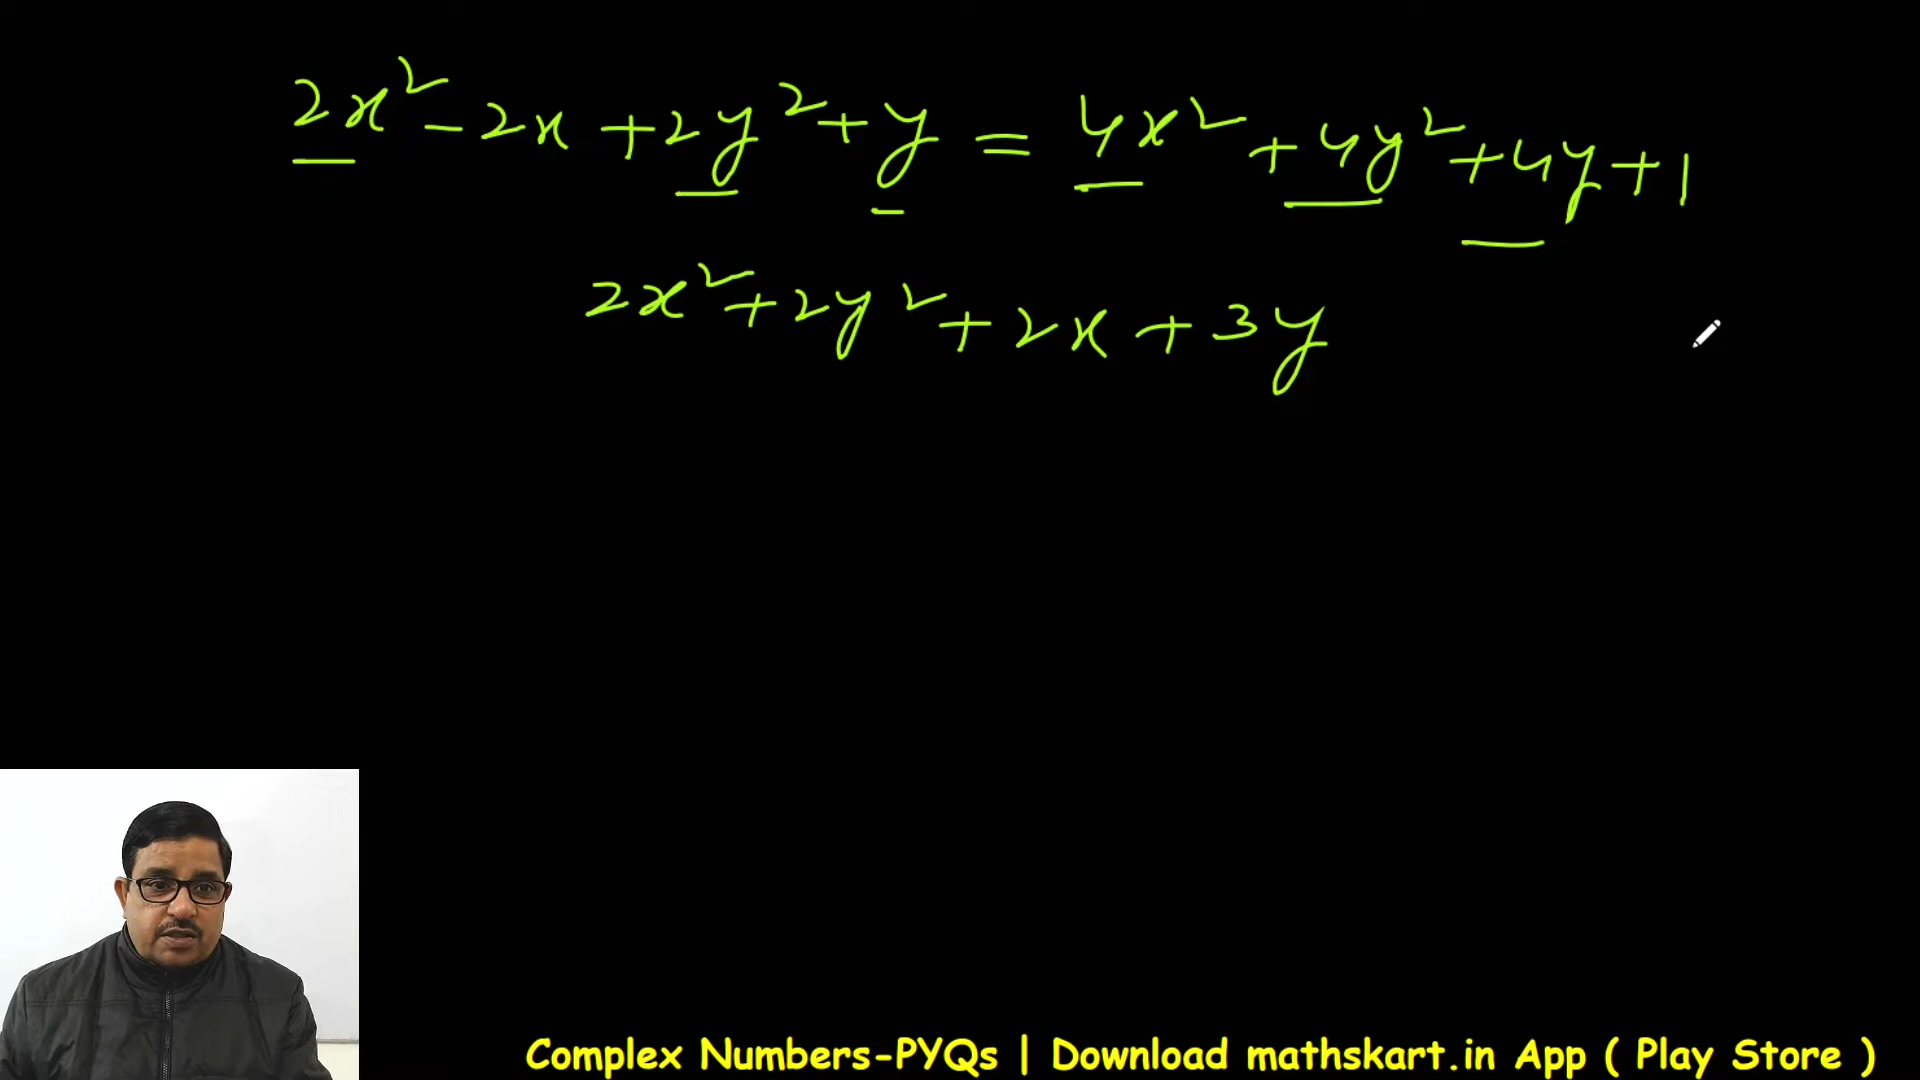 2x² - 2x + 2y² + y = 4x² + 4y² + 4y + 1
2x² + 2y² + 2x + 3y
Complex Numbers-PYQs | Download mathskart.in App ( Play Store )